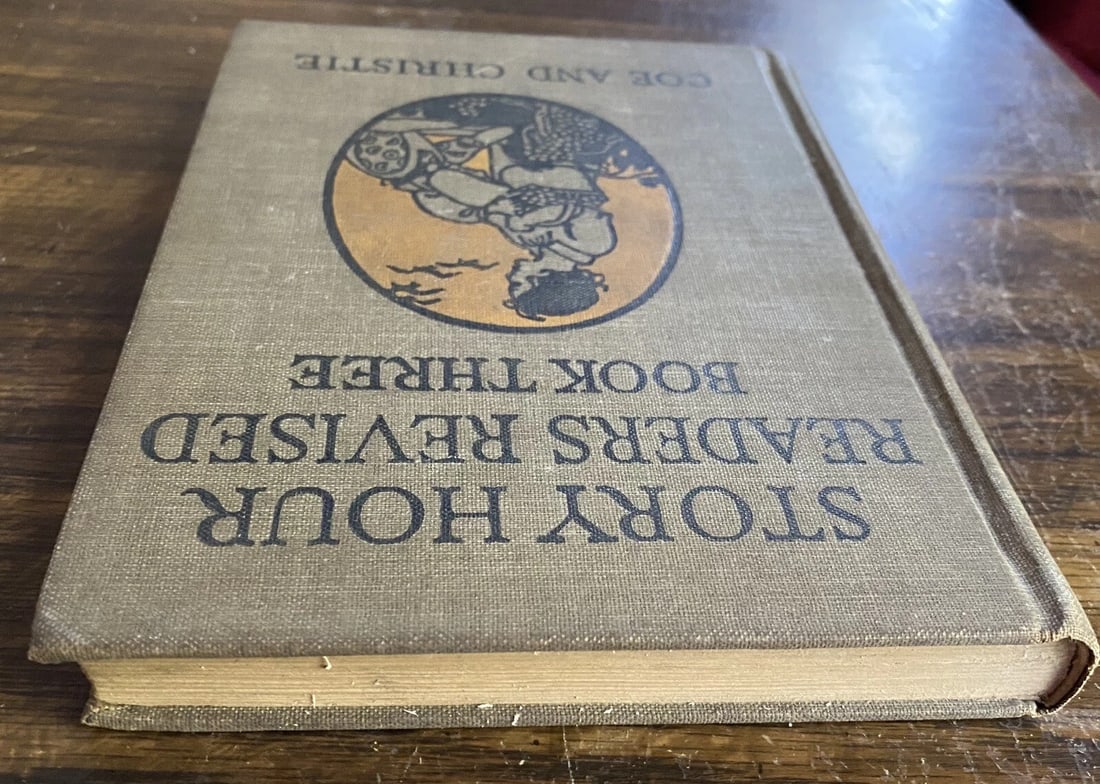 STORY HOUR
READERS REVISED
BOOK THREE
COE AND CHRISTIE